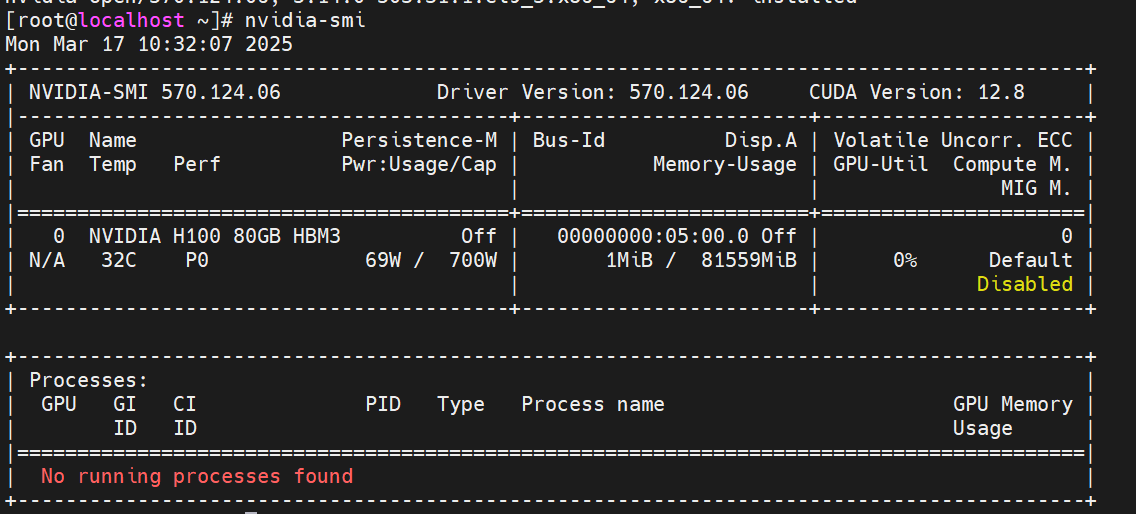 [root@localhost ~]# nvidia-smi
Mon Mar 17 10:32:07 2025
+-----------------------------------------------------------------------------------------+
| NVIDIA-SMI 570.124.06             Driver Version: 570.124.06     CUDA Version: 12.8     |
|-----------------------------------------+------------------------+----------------------+
| GPU  Name                 Persistence-M | Bus-Id          Disp.A | Volatile Uncorr. ECC |
| Fan  Temp   Perf          Pwr:Usage/Cap |           Memory-Usage | GPU-Util  Compute M. |
|                                         |                        |               MIG M. |
|=========================================+========================+======================|
|   0  NVIDIA H100 80GB HBM3          Off |   00000000:05:00.0 Off |                    0 |
| N/A   32C    P0             69W /  700W |       1MiB /  81559MiB |      0%      Default |
|                                         |                        |             Disabled |
+-----------------------------------------+------------------------+----------------------+
+-----------------------------------------------------------------------------------------+
| Processes:                                                                              |
|  GPU   GI   CI              PID   Type   Process name                        GPU Memory |
|        ID   ID                                                               Usage      |
|=========================================================================================|
|  No running processes found                                                             |
+-----------------------------------------------------------------------------------------+